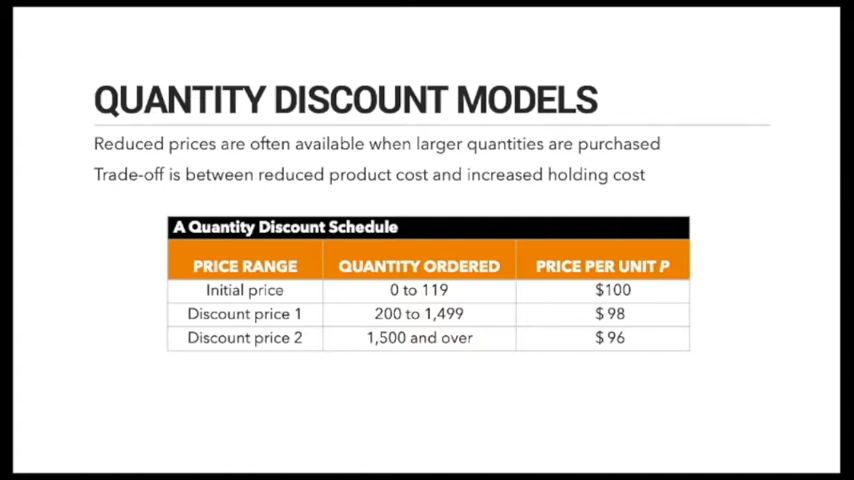 QUANTITY DISCOUNT MODELS
Reduced prices are often available when larger quantities are purchased
Trade-off is between reduced product cost and increased holding cost
A Quantity Discount Schedule
PRICE RANGE QUANTITY ORDERED PRICE PER UNIT P
Initial price 0 to 119 $100
Discount price 1 200 to 1,499 $ 98
Discount price 2 1,500 and over $ 96